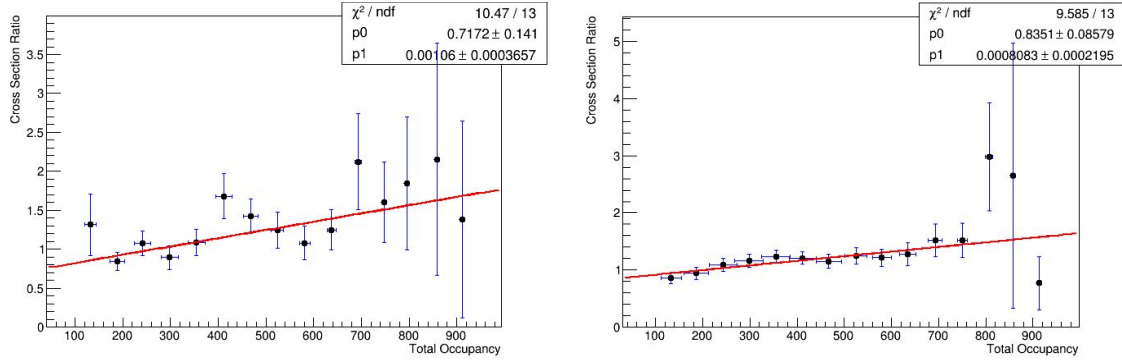 χ² / ndf 10.47 / 13
p0 0.7172 ± 0.141
p1 0.00106 ± 0.0003657
Cross Section Ratio
3.5
3
2.5
2
1.5
1
0.5
0
100 200 300 400 500 600 700 800 900
Total Occupancy
χ² / ndf 9.585 / 13
p0 0.8351 ± 0.08579
p1 0.0008083 ± 0.0002195
Cross Section Ratio
5
4
3
2
1
0
100 200 300 400 500 600 700 800 900
Total Occupancy